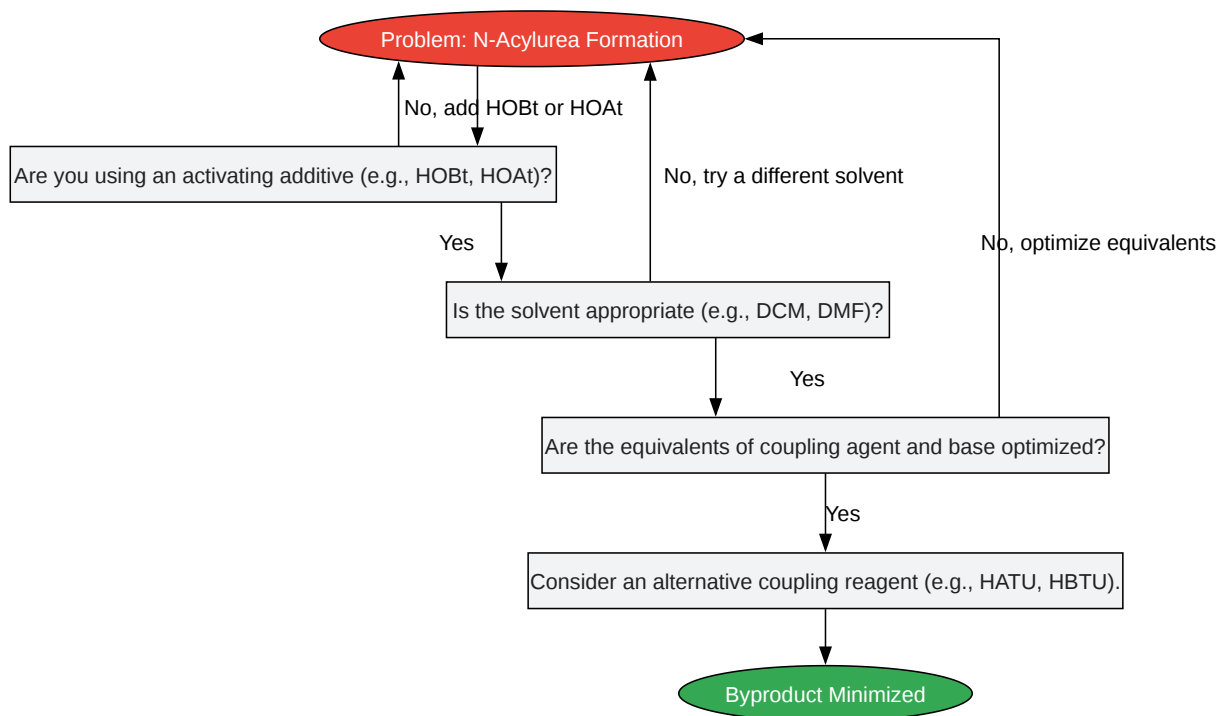 Problem: N-Acylurea Formation
No, add HOBt or HOAt
Are you using an activating additive (e.g., HOBt, HOAt)?
No, try a different solvent
Yes
No, optimize equivalents
Is the solvent appropriate (e.g., DCM, DMF)?
Yes
Are the equivalents of coupling agent and base optimized?
Yes
Consider an alternative coupling reagent (e.g., HATU, HBTU).
Byproduct Minimized